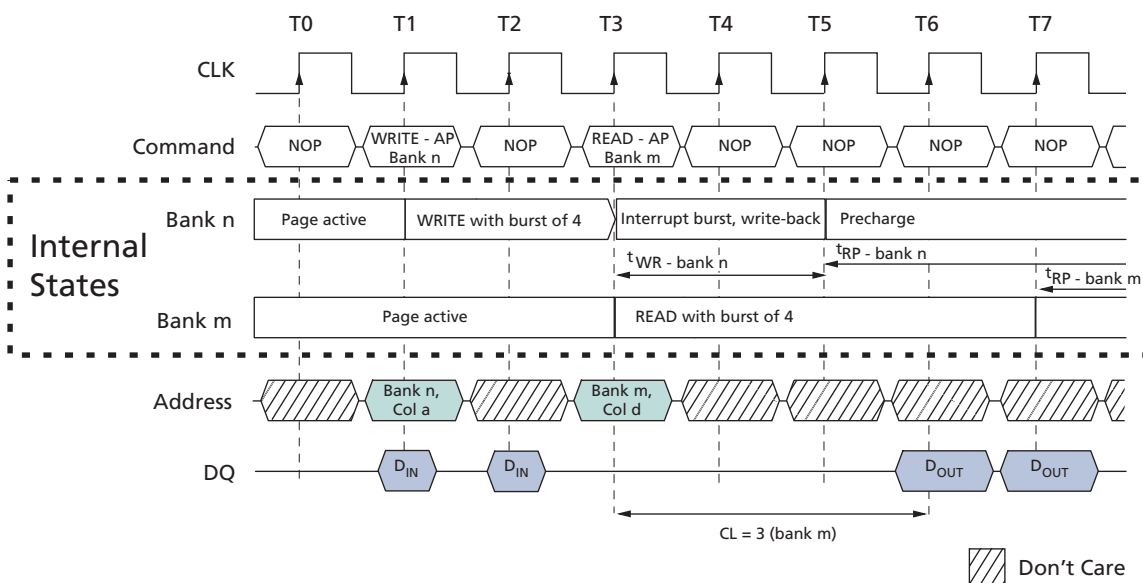 T0 T1 T2 T3 T4 T5 T6 T7
CLK
Command NOP WRITE - AP Bank n NOP READ - AP Bank m NOP NOP NOP NOP
Internal States
Bank n Page active WRITE with burst of 4 Interrupt burst, write-back Precharge
tWR - bank n tRP - bank n
tRP - bank m
Bank m Page active READ with burst of 4
Address Bank n, Col a Bank m, Col d
DQ DIN DIN DOUT DOUT
CL = 3 (bank m)
Don't Care